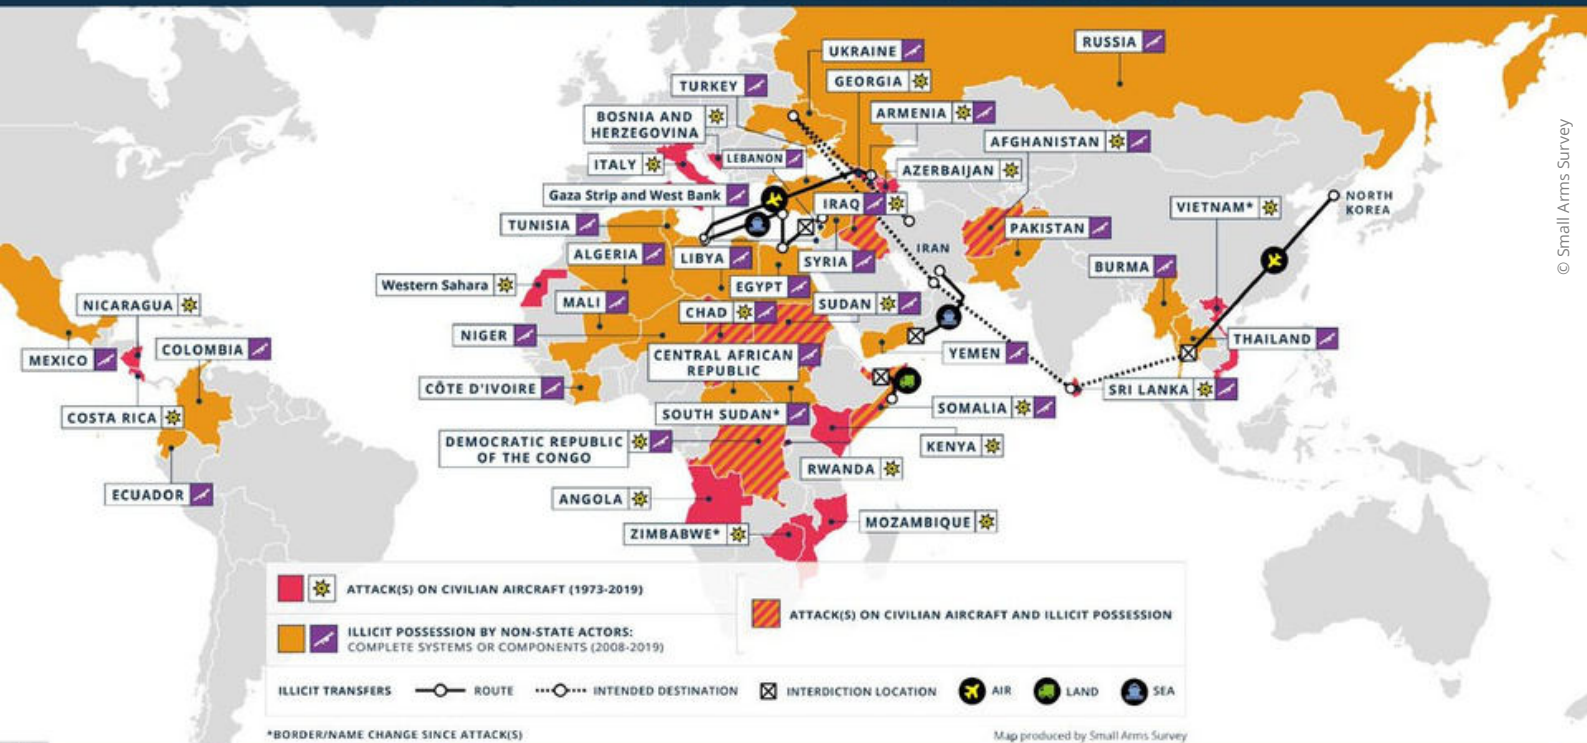 RUSSIA
UKRAINE
GEORGIA
TURKEY
ARMENIA
BOSNIA AND
HERZEGOVINA
AFGHANISTAN
LEBANON
ITALY
AZERBAIJAN
Gaza Strip and West Bank
IRAQ
VIETNAM*
NORTH
KOREA
TUNISIA
PAKISTAN
ALGERIA
LIBYA
SYRIA
IRAN
BURMA
Western Sahara
EGYPT
MALI
CHAD
SUDAN
NICARAGUA
NIGER
THAILAND
MEXICO
COLOMBIA
CENTRAL AFRICAN
REPUBLIC
YEMEN
CÔTE D'IVOIRE
SRI LANKA
COSTA RICA
SOUTH SUDAN*
SOMALIA
DEMOCRATIC REPUBLIC
OF THE CONGO
KENYA
RWANDA
ECUADOR
ANGOLA
MOZAMBIQUE
ZIMBABWE*
ATTACK(S) ON CIVILIAN AIRCRAFT (1973-2019)
ILLICIT POSSESSION BY NON-STATE ACTORS:
COMPLETE SYSTEMS OR COMPONENTS (2008-2019)
ATTACK(S) ON CIVILIAN AIRCRAFT AND ILLICIT POSSESSION
ILLICIT TRANSFERS ROUTE INTENDED DESTINATION INTERDICTION LOCATION AIR LAND SEA
*BORDER/NAME CHANGE SINCE ATTACK(S)
Map produced by Small Arms Survey
© Small Arms Survey